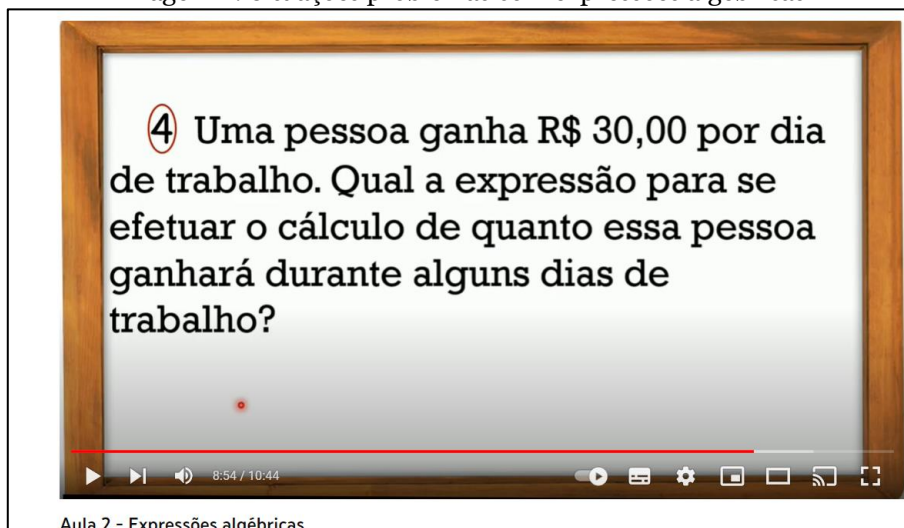 4 Uma pessoa ganha R$ 30,00 por dia
de trabalho. Qual a expressão para se
efetuar o cálculo de quanto essa pessoa
ganhará durante alguns dias de
trabalho?
8:54 / 10:44
Aula 2 - Expressões algébricas